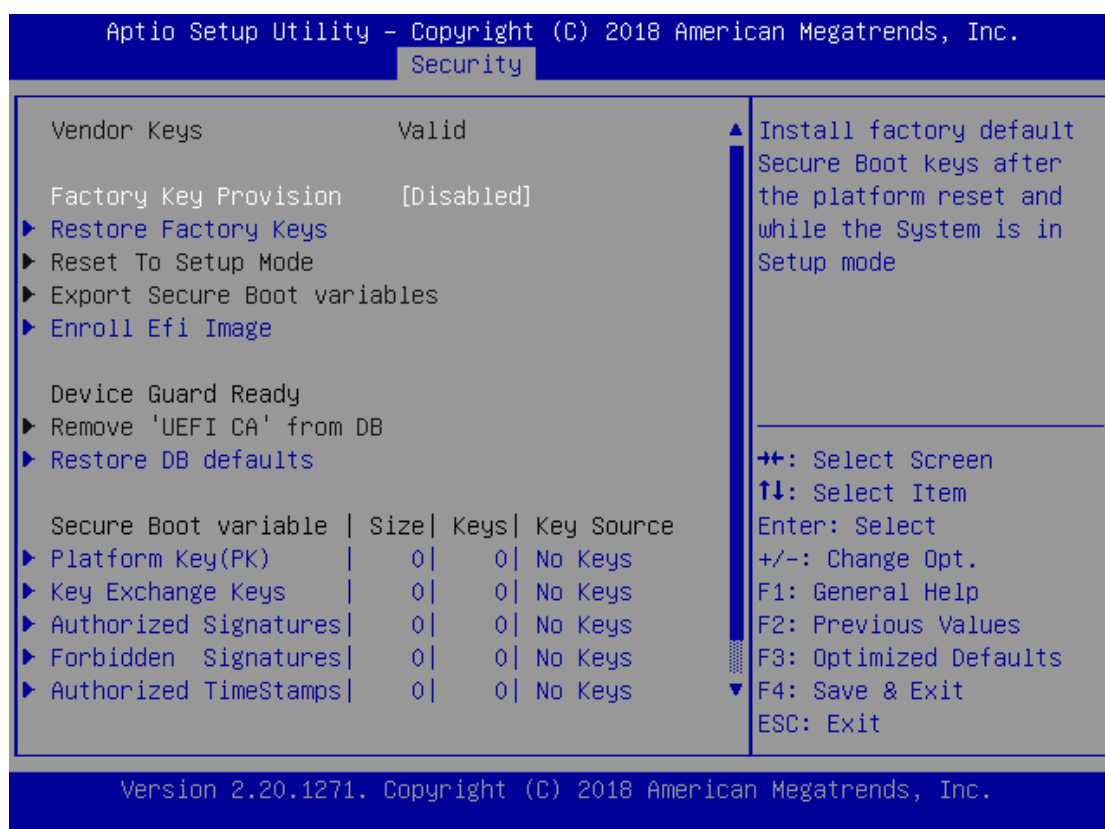 Aptio Setup Utility – Copyright (C) 2018 American Megatrends, Inc.
Security
Vendor Keys Valid
Factory Key Provision [Disabled]
Restore Factory Keys
Reset To Setup Mode
Export Secure Boot variables
Enroll Efi Image
Device Guard Ready
Remove 'UEFI CA' from DB
Restore DB defaults
Secure Boot variable | Size| Keys| Key Source
Platform Key(PK) | 0| 0| No Keys
Key Exchange Keys | 0| 0| No Keys
Authorized Signatures| 0| 0| No Keys
Forbidden Signatures| 0| 0| No Keys
Authorized TimeStamps| 0| 0| No Keys
Install factory default
Secure Boot keys after
the platform reset and
while the System is in
Setup mode
→←: Select Screen
↑↓: Select Item
Enter: Select
+/-: Change Opt.
F1: General Help
F2: Previous Values
F3: Optimized Defaults
F4: Save & Exit
ESC: Exit
Version 2.20.1271. Copyright (C) 2018 American Megatrends, Inc.